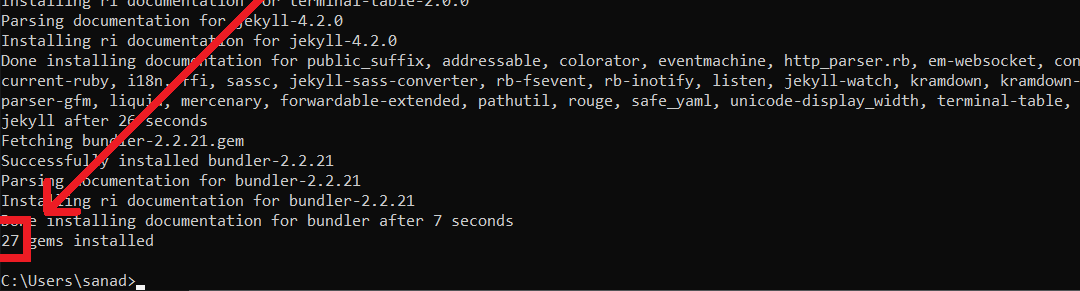 Installing ri documentation for terminal-table-2.0.0
Parsing documentation for jekyll-4.2.0
Installing ri documentation for jekyll-4.2.0
Done installing documentation for public_suffix, addressable, colorator, eventmachine, http_parser.rb, em-websocket, con
current-ruby, i18n, ffi, sassc, jekyll-sass-converter, rb-fsevent, rb-inotify, listen, jekyll-watch, kramdown, kramdown-
parser-gfm, liquid, mercenary, forwardable-extended, pathutil, rouge, safe_yaml, unicode-display_width, terminal-table,
jekyll after 26 seconds
Fetching bundler-2.2.21.gem
Successfully installed bundler-2.2.21
Parsing documentation for bundler-2.2.21
Installing ri documentation for bundler-2.2.21
Done installing documentation for bundler after 7 seconds
27 gems installed
C:\Users\sanad>